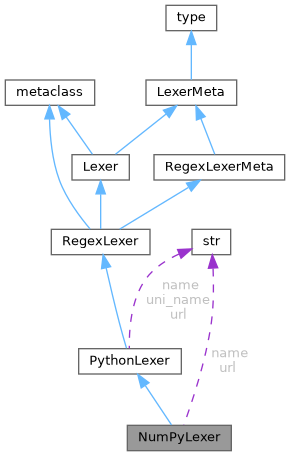 type
metaclass
LexerMeta
Lexer
RegexLexerMeta
RegexLexer
str
name
uni_name
url
PythonLexer
name
url
NumPyLexer